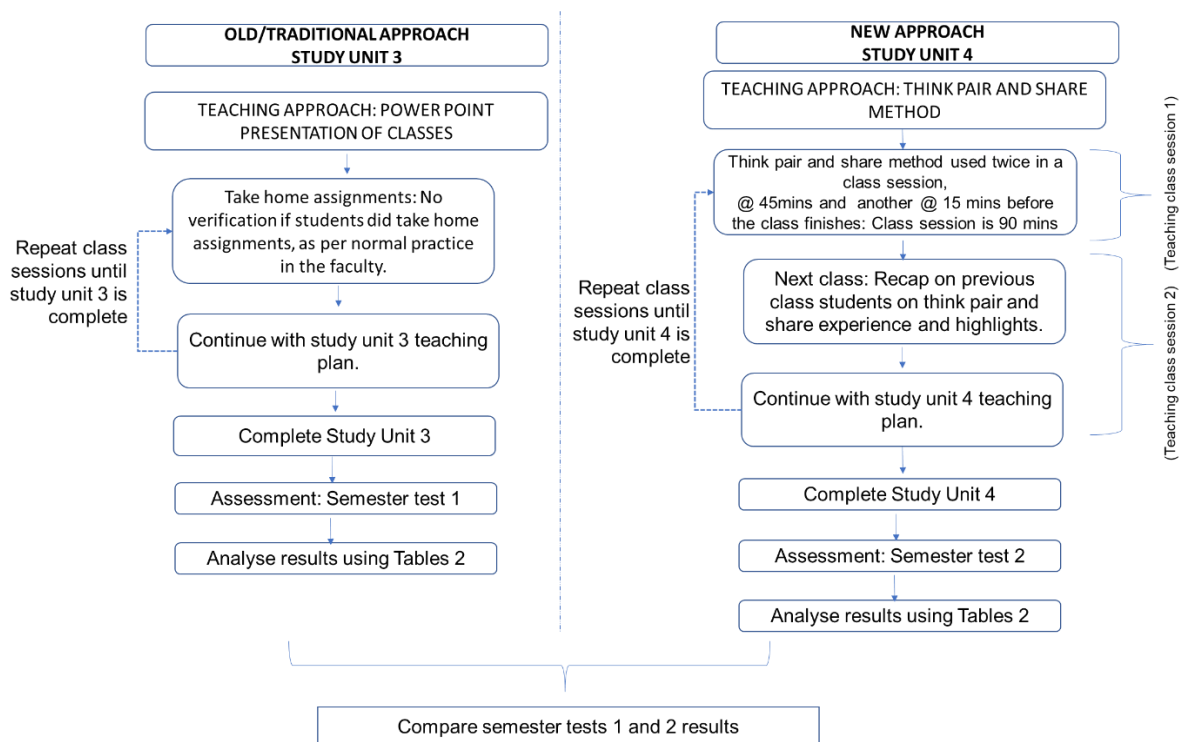 OLD/TRADITIONAL APPROACH
STUDY UNIT 3
TEACHING APPROACH: POWER POINT
PRESENTATION OF CLASSES
Take home assignments: No
verification if students did take home
assignments, as per normal practice
in the faculty.
Repeat class
sessions until
study unit 3 is
complete
Continue with study unit 3 teaching
plan.
Complete Study Unit 3
Assessment: Semester test 1
Analyse results using Tables 2
NEW APPROACH
STUDY UNIT 4
TEACHING APPROACH: THINK PAIR AND SHARE
METHOD
Think pair and share method used twice in a
class session,
@ 45mins and another @ 15 mins before
the class finishes: Class session is 90 mins
(Teaching class session 1)
Next class: Recap on previous
class students on think pair and
share experience and highlights.
Repeat class
sessions until
study unit 4 is
complete
Continue with study unit 4 teaching
plan.
(Teaching class session 2)
Complete Study Unit 4
Assessment: Semester test 2
Analyse results using Tables 2
Compare semester tests 1 and 2 results